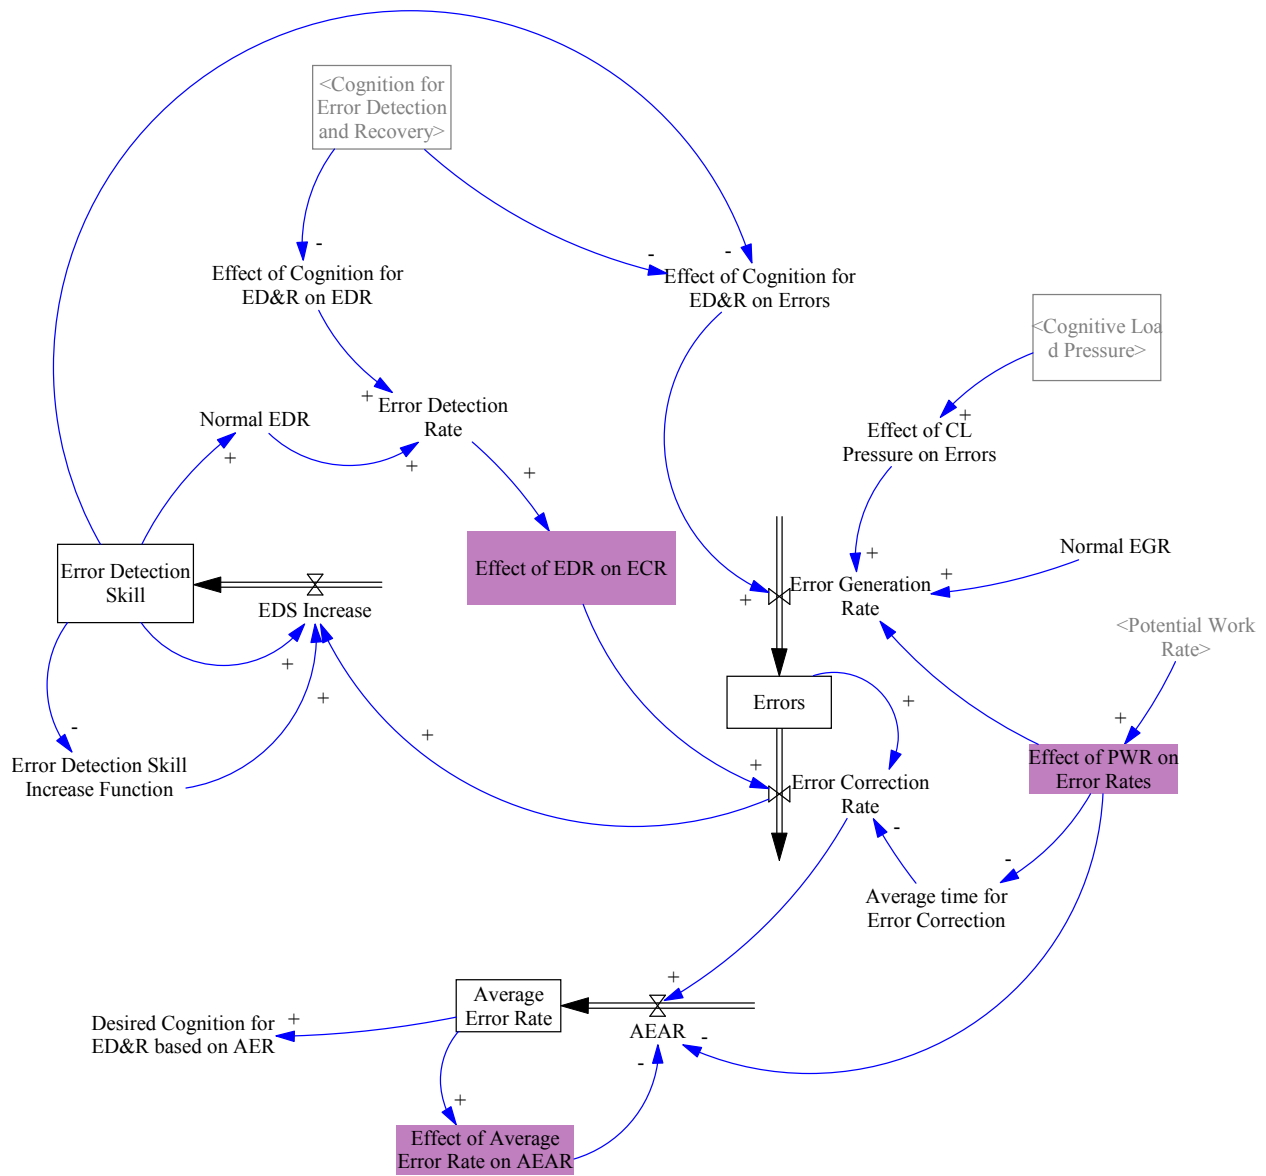 <Cognition for
Error Detection
and Recovery>
-
-
-
Effect of Cognition for
ED&R on EDR
Effect of Cognition for
ED&R on Errors
<Cognitive Loa
d Pressure>
+
Normal EDR
+
Error Detection
Rate
+
+
+
Effect of CL
Pressure on Errors
+
Error Detection
Skill
EDS Increase
Effect of EDR on ECR
+
+
Error Generation
Rate
+
Normal EGR
<Potential Work
Rate>
+
+
+
-
Error Detection Skill
Increase Function
+
+
Errors
+
Error Correction
Rate
-
Effect of PWR on
Error Rates
-
Average time for
Error Correction
+
Average
Error Rate
AEAR
-
+
Desired Cognition for
ED&R based on AER
-
+
Effect of Average
Error Rate on AEAR